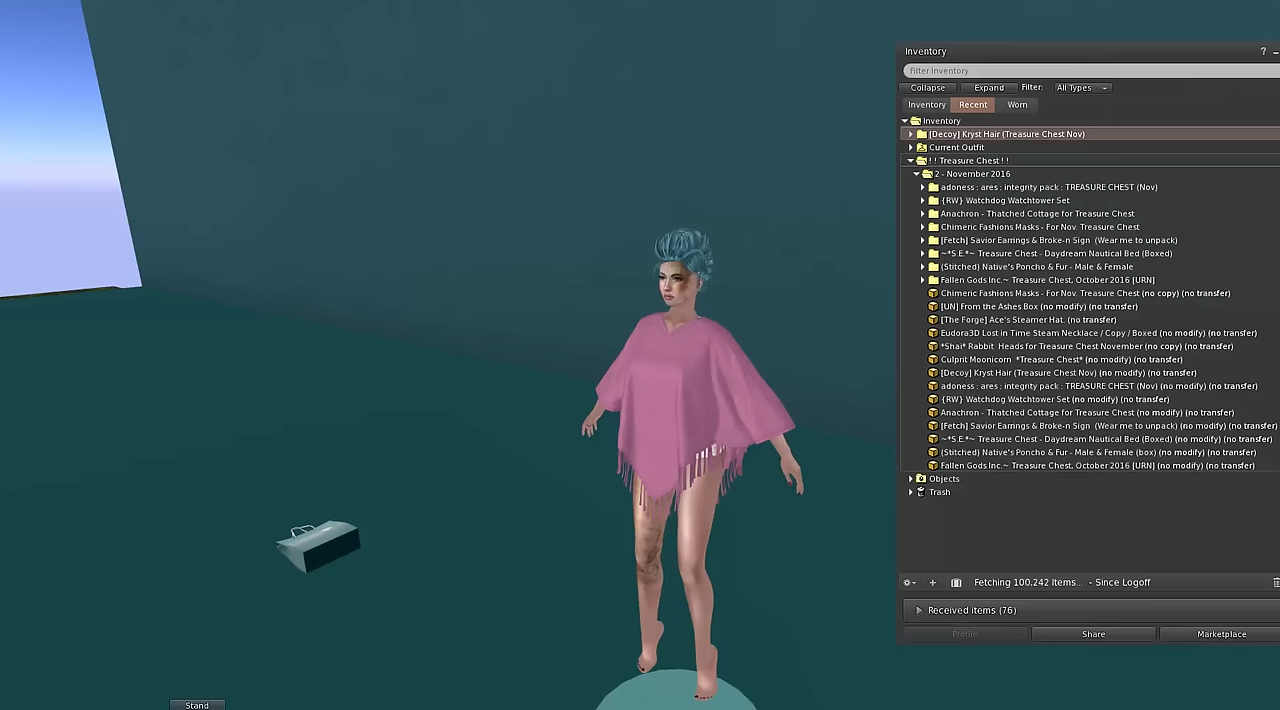 Inventory
?
Filter Inventory
Collapse Expand Filter: All Types
Inventory Recent Worn
Inventory
[Decoy] Kryst Hair (Treasure Chest Nov)
Current Outfit
! ! Treasure Chest ! !
2 - November 2016
adoness : ares : integrity pack : TREASURE CHEST (Nov)
{RW} Watchdog Watchtower Set
Anachron - Thatched Cottage for Treasure Chest
Chimeric Fashions Masks - For Nov. Treasure Chest
[Fetch] Savior Earrings & Broke-n Sign (Wear me to unpack)
~*S.E.*~ Treasure Chest - Daydream Nautical Bed (Boxed)
(Stitched) Native's Poncho & Fur - Male & Female
Fallen Gods Inc.~ Treasure Chest, October 2016 [URN]
Chimeric Fashions Masks - For Nov. Treasure Chest (no copy) (no transfer)
[UN] From the Ashes Box (no modify) (no transfer)
[The Forge] Ace's Steamer Hat. (no transfer)
Eudora3D Lost in Time Steam Necklace / Copy / Boxed (no modify) (no transfer)
*Shai* Rabbit Heads for Treasure Chest November (no copy) (no transfer)
Culprit Moonicorn *Treasure Chest* (no modify) (no transfer)
[Decoy] Kryst Hair (Treasure Chest Nov) (no modify) (no transfer)
adoness : ares : integrity pack : TREASURE CHEST (Nov) (no modify) (no transfer)
{RW} Watchdog Watchtower Set (no modify) (no transfer)
Anachron - Thatched Cottage for Treasure Chest (no modify) (no transfer)
[Fetch] Savior Earrings & Broke-n Sign (Wear me to unpack) (no modify) (no transfer)
~*S.E.*~ Treasure Chest - Daydream Nautical Bed (Boxed) (no modify) (no transfer)
(Stitched) Native's Poncho & Fur - Male & Female (box) (no modify) (no transfer)
Fallen Gods Inc.~ Treasure Chest, October 2016 [URN] (no modify) (no transfer)
Objects
Trash
Fetching 100,242 Items... - Since Logoff
Received Items (76)
Profile Share Marketplace
Stand